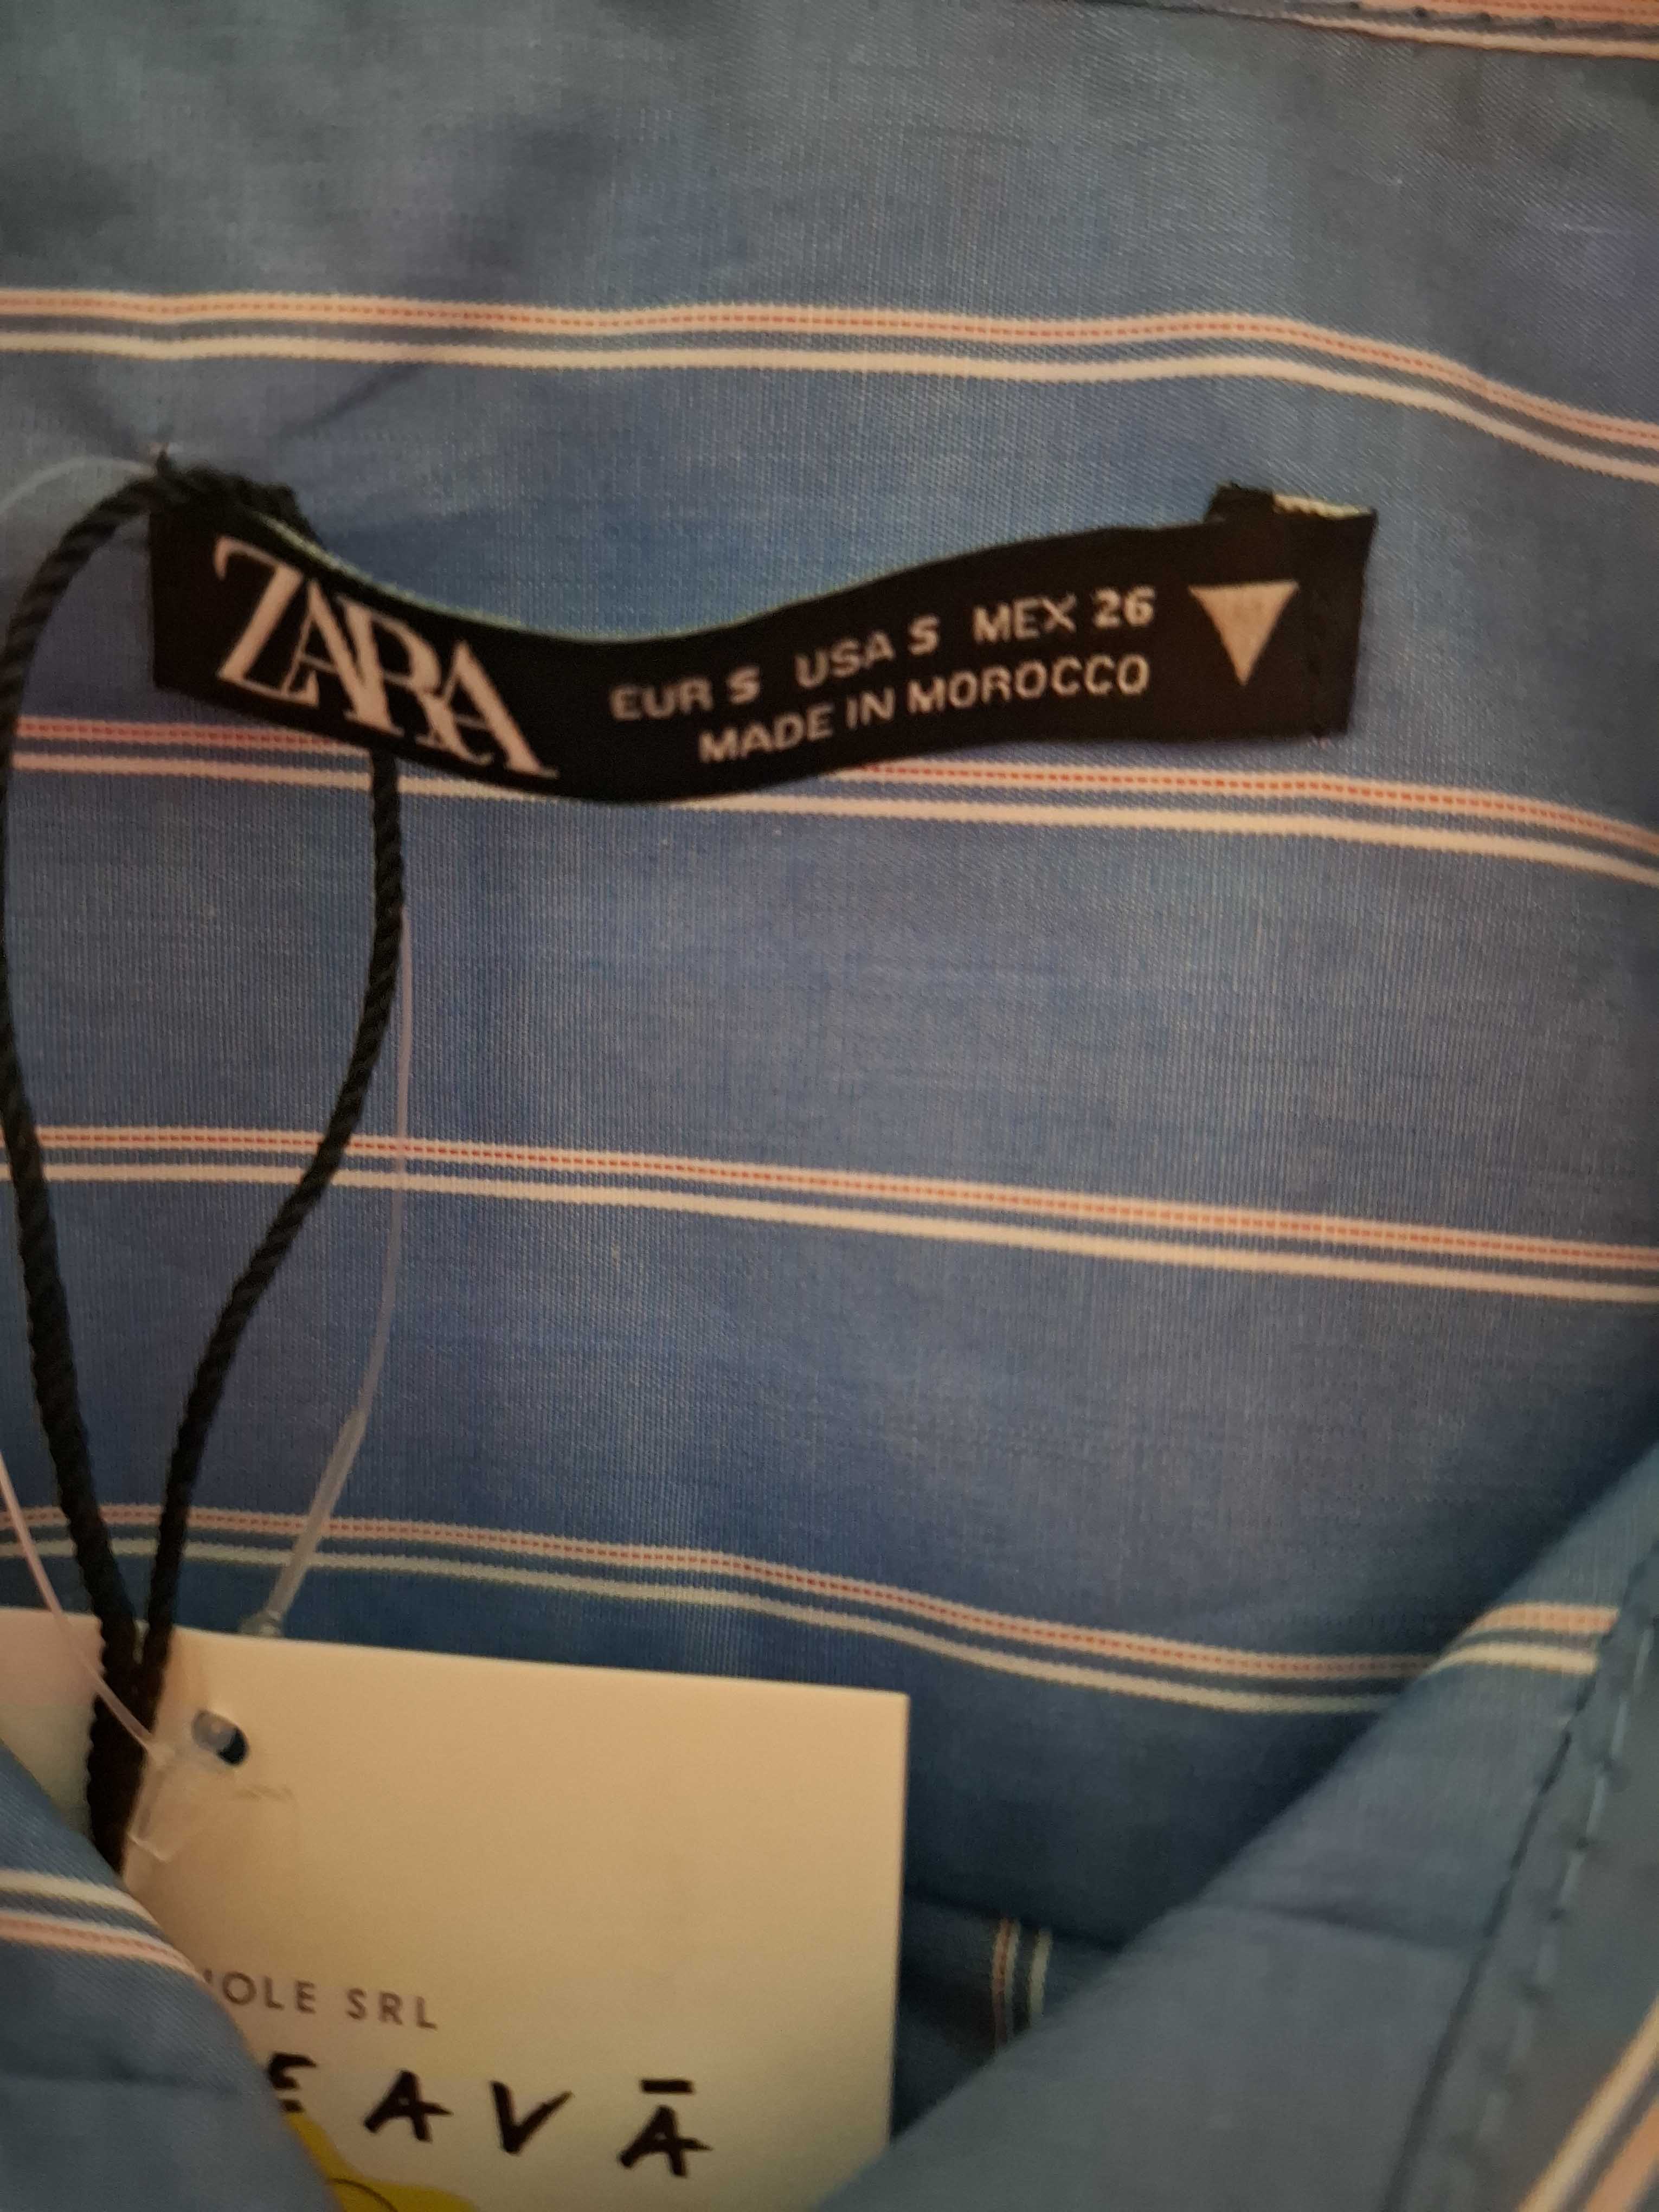 ZARA
EUR S USA S MEX 26
MADE IN MOROCCO
OLE SRL
EAVĀ